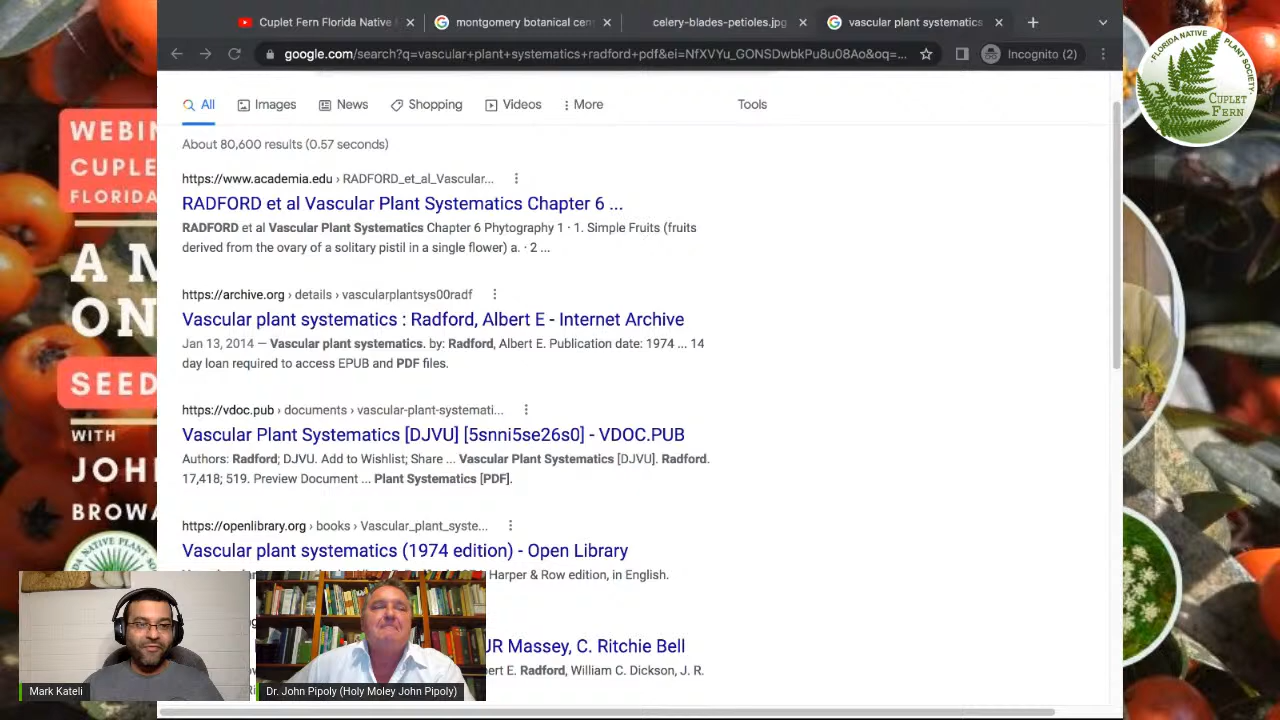 Cuplet Fern Florida Native
montgomery botanical cen
celery-blades-petioles.jpg
vascular plant systematics
google.com/search?q=vascular+plant+systematics+radford+pdf&ei=NfXVYu_GONSDwbkPu8u08Ao&oq=...
Incognito (2)
FLORIDA NATIVE PLANT SOCIETY
CUPLET
FERN
All
Images
News
Shopping
Videos
More
Tools
About 80,600 results (0.57 seconds)
https://www.academia.edu › RADFORD_et_al_Vascular...
RADFORD et al Vascular Plant Systematics Chapter 6 ...
RADFORD et al Vascular Plant Systematics Chapter 6 Phytography 1 · 1. Simple Fruits (fruits
derived from the ovary of a solitary pistil in a single flower) a. · 2 ...
https://archive.org › details › vascularplantsys00radf
Vascular plant systematics : Radford, Albert E - Internet Archive
Jan 13, 2014 — Vascular plant systematics. by: Radford, Albert E. Publication date: 1974 ... 14
day loan required to access EPUB and PDF files.
https://vdoc.pub › documents › vascular-plant-systemati...
Vascular Plant Systematics [DJVU] [5snni5se26s0] - VDOC.PUB
Authors: Radford; DJVU. Add to Wishlist; Share ... Vascular Plant Systematics [DJVU]. Radford.
17,418; 519. Preview Document ... Plant Systematics [PDF].
https://openlibrary.org › books › Vascular_plant_syste...
Vascular plant systematics (1974 edition) - Open Library
Harper & Row edition, in English.
JR Massey, C. Ritchie Bell
ert E. Radford, William C. Dickson, J. R.
WEBIN
CUPLE
FLORIDA
A N
ON
SEED
WITH
JOH
BROWA
NATIVE PLANT
Mark Kateli
Dr. John Pipoly (Holy Moley John Pipoly)